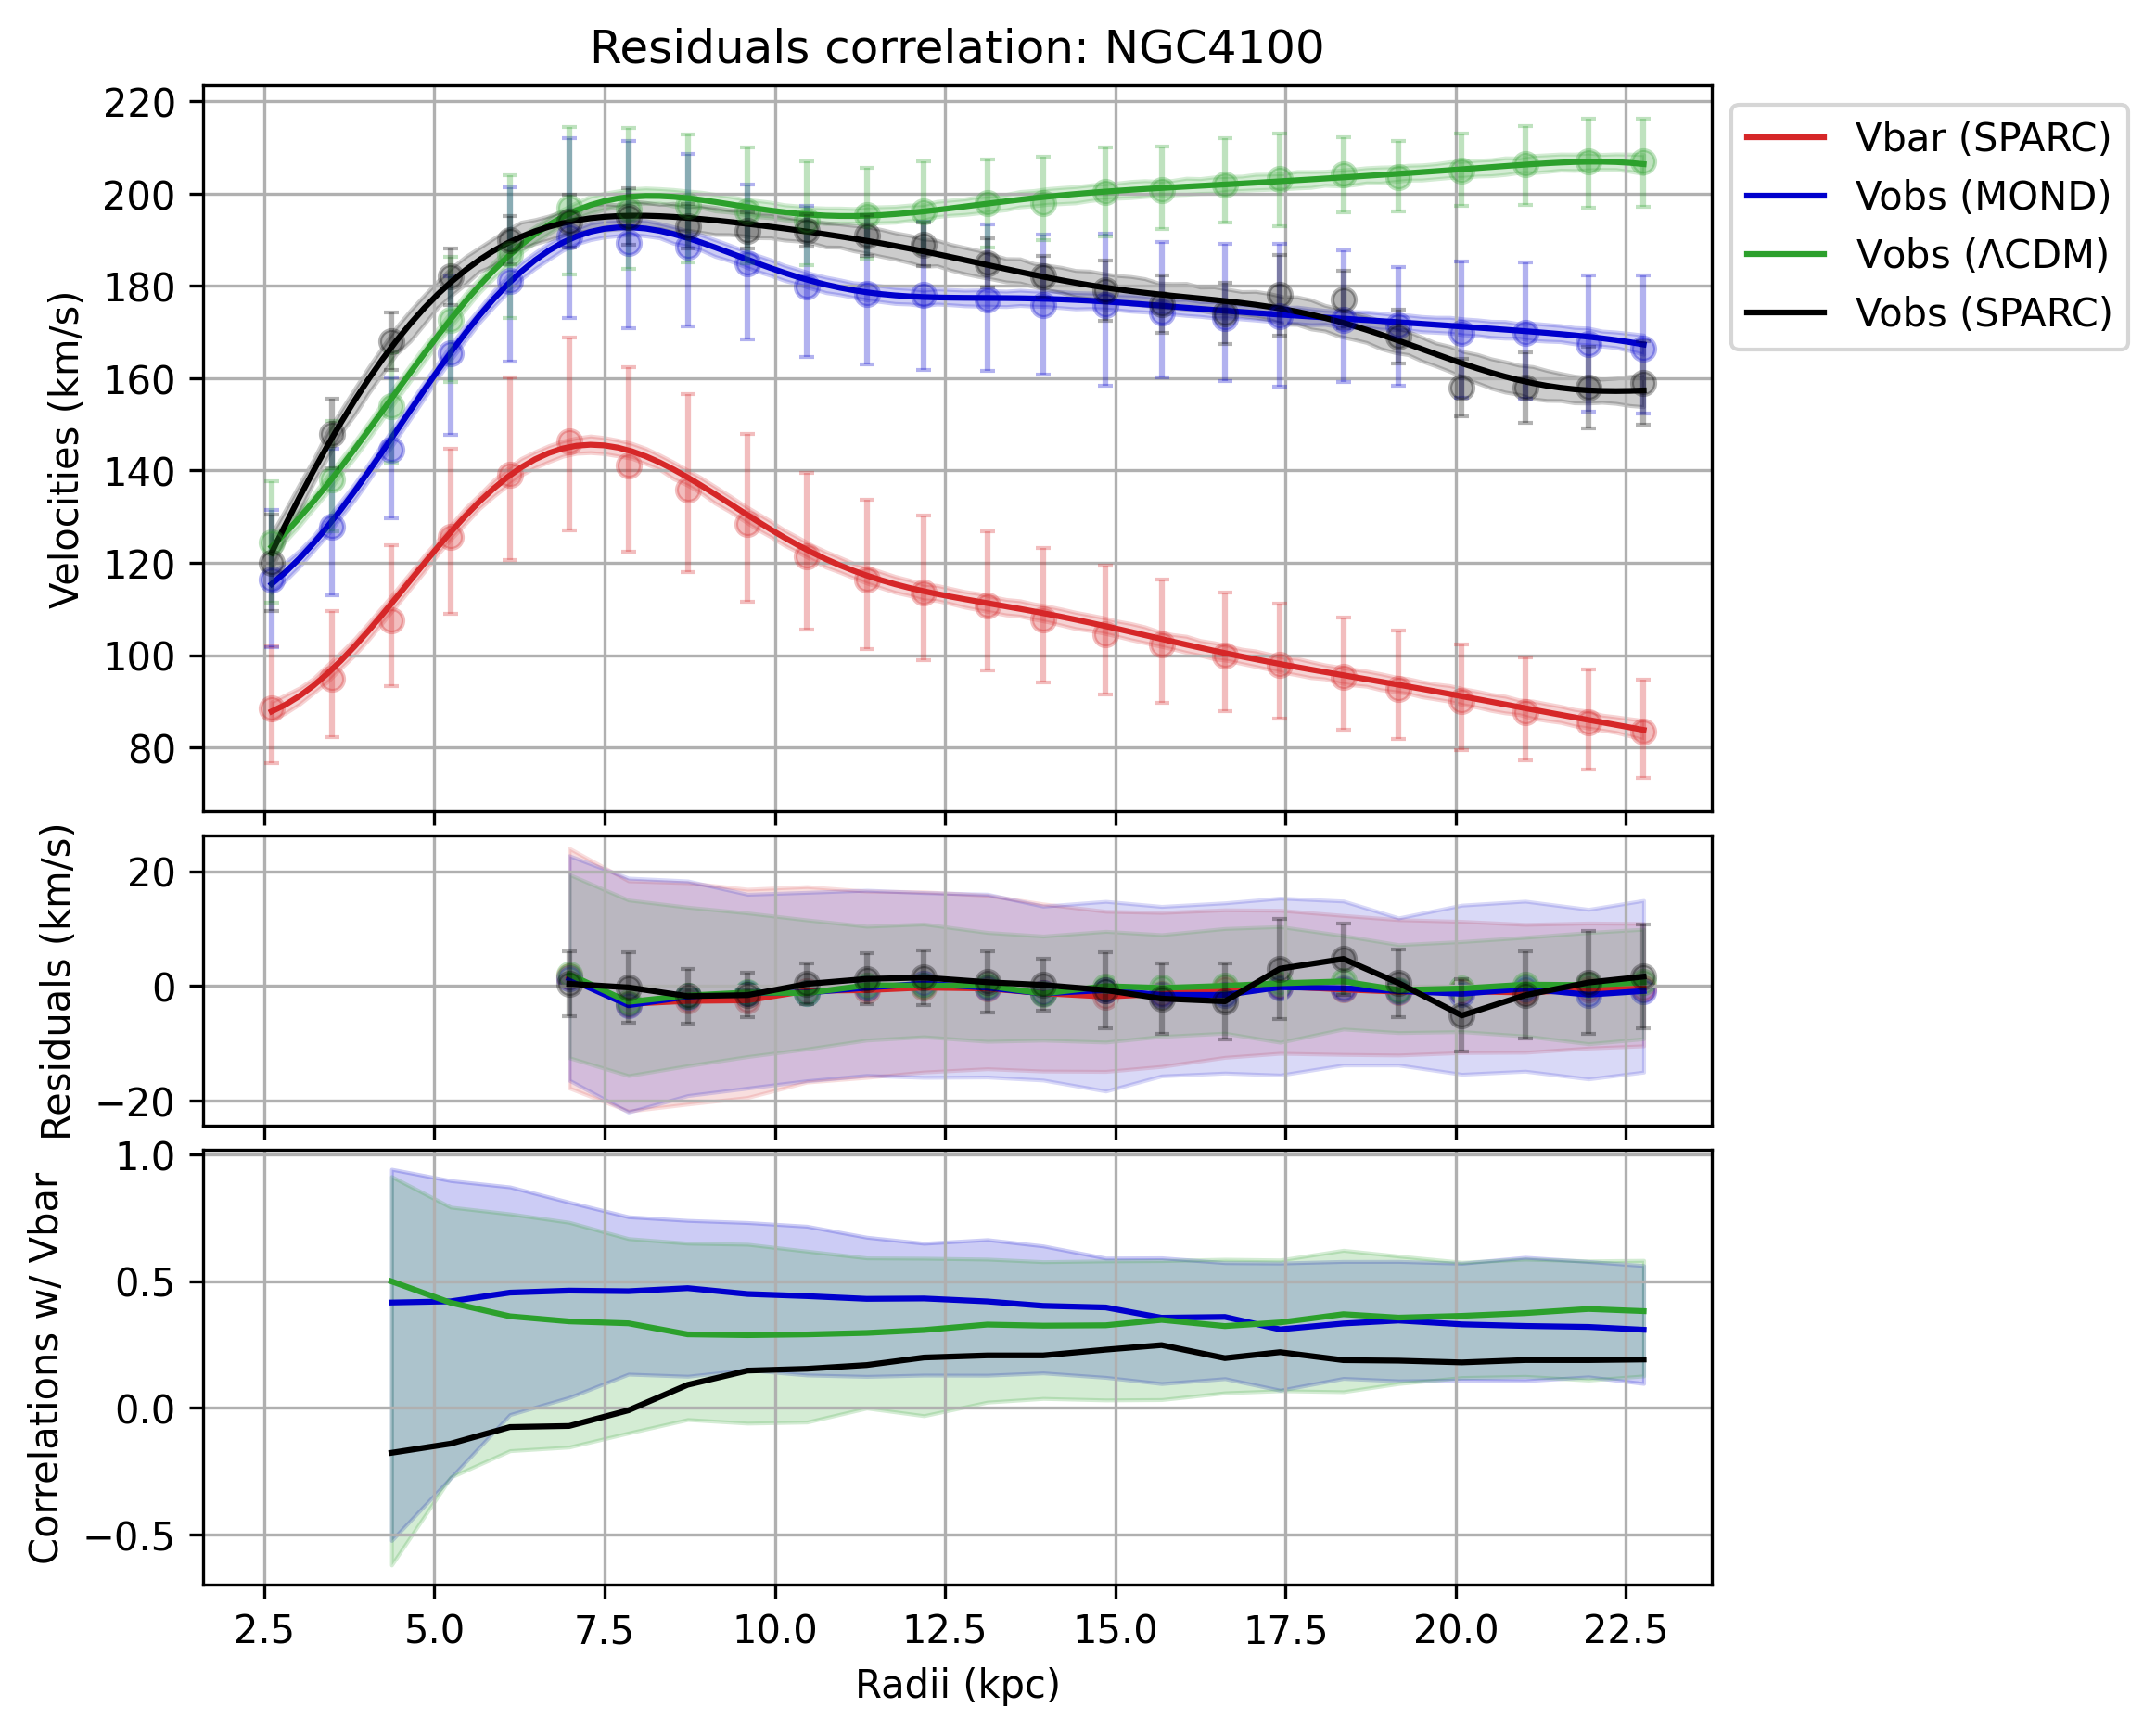 Residuals correlation: NGC4100
Velocities (km/s)
220
200
180
160
140
120
100
80
Vbar (SPARC)
Vobs (MOND)
Vobs (ΛCDM)
Vobs (SPARC)
Residuals (km/s)
20
0
−20
Correlations w/ Vbar
1.0
0.5
0.0
−0.5
2.5 5.0 7.5 10.0 12.5 15.0 17.5 20.0 22.5
Radii (kpc)